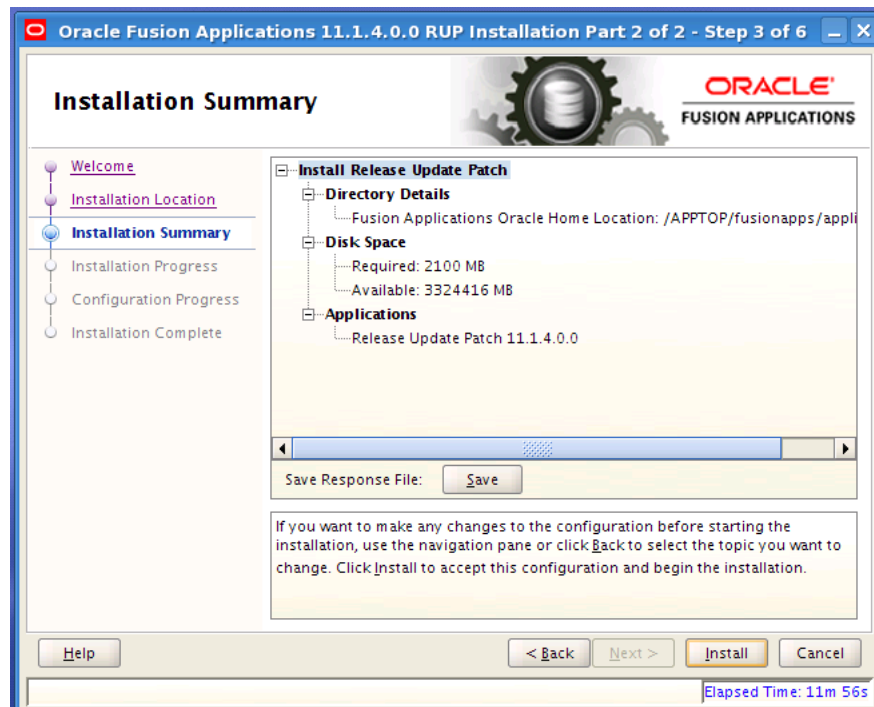 Oracle Fusion Applications 11.1.4.0.0 RUP Installation Part 2 of 2 - Step 3 of 6
Installation Summary
ORACLE
FUSION APPLICATIONS
Welcome
Installation Location
Installation Summary
Installation Progress
Configuration Progress
Installation Complete
Install Release Update Patch
Directory Details
Fusion Applications Oracle Home Location: /APPTOP/fusionapps/appli
Disk Space
Required: 2100 MB
Available: 3324416 MB
Applications
Release Update Patch 11.1.4.0.0
Save Response File: Save
If you want to make any changes to the configuration before starting the
installation, use the navigation pane or click Back to select the topic you want to
change. Click Install to accept this configuration and begin the installation.
Help < Back Next > Install Cancel
Elapsed Time: 11m 56s